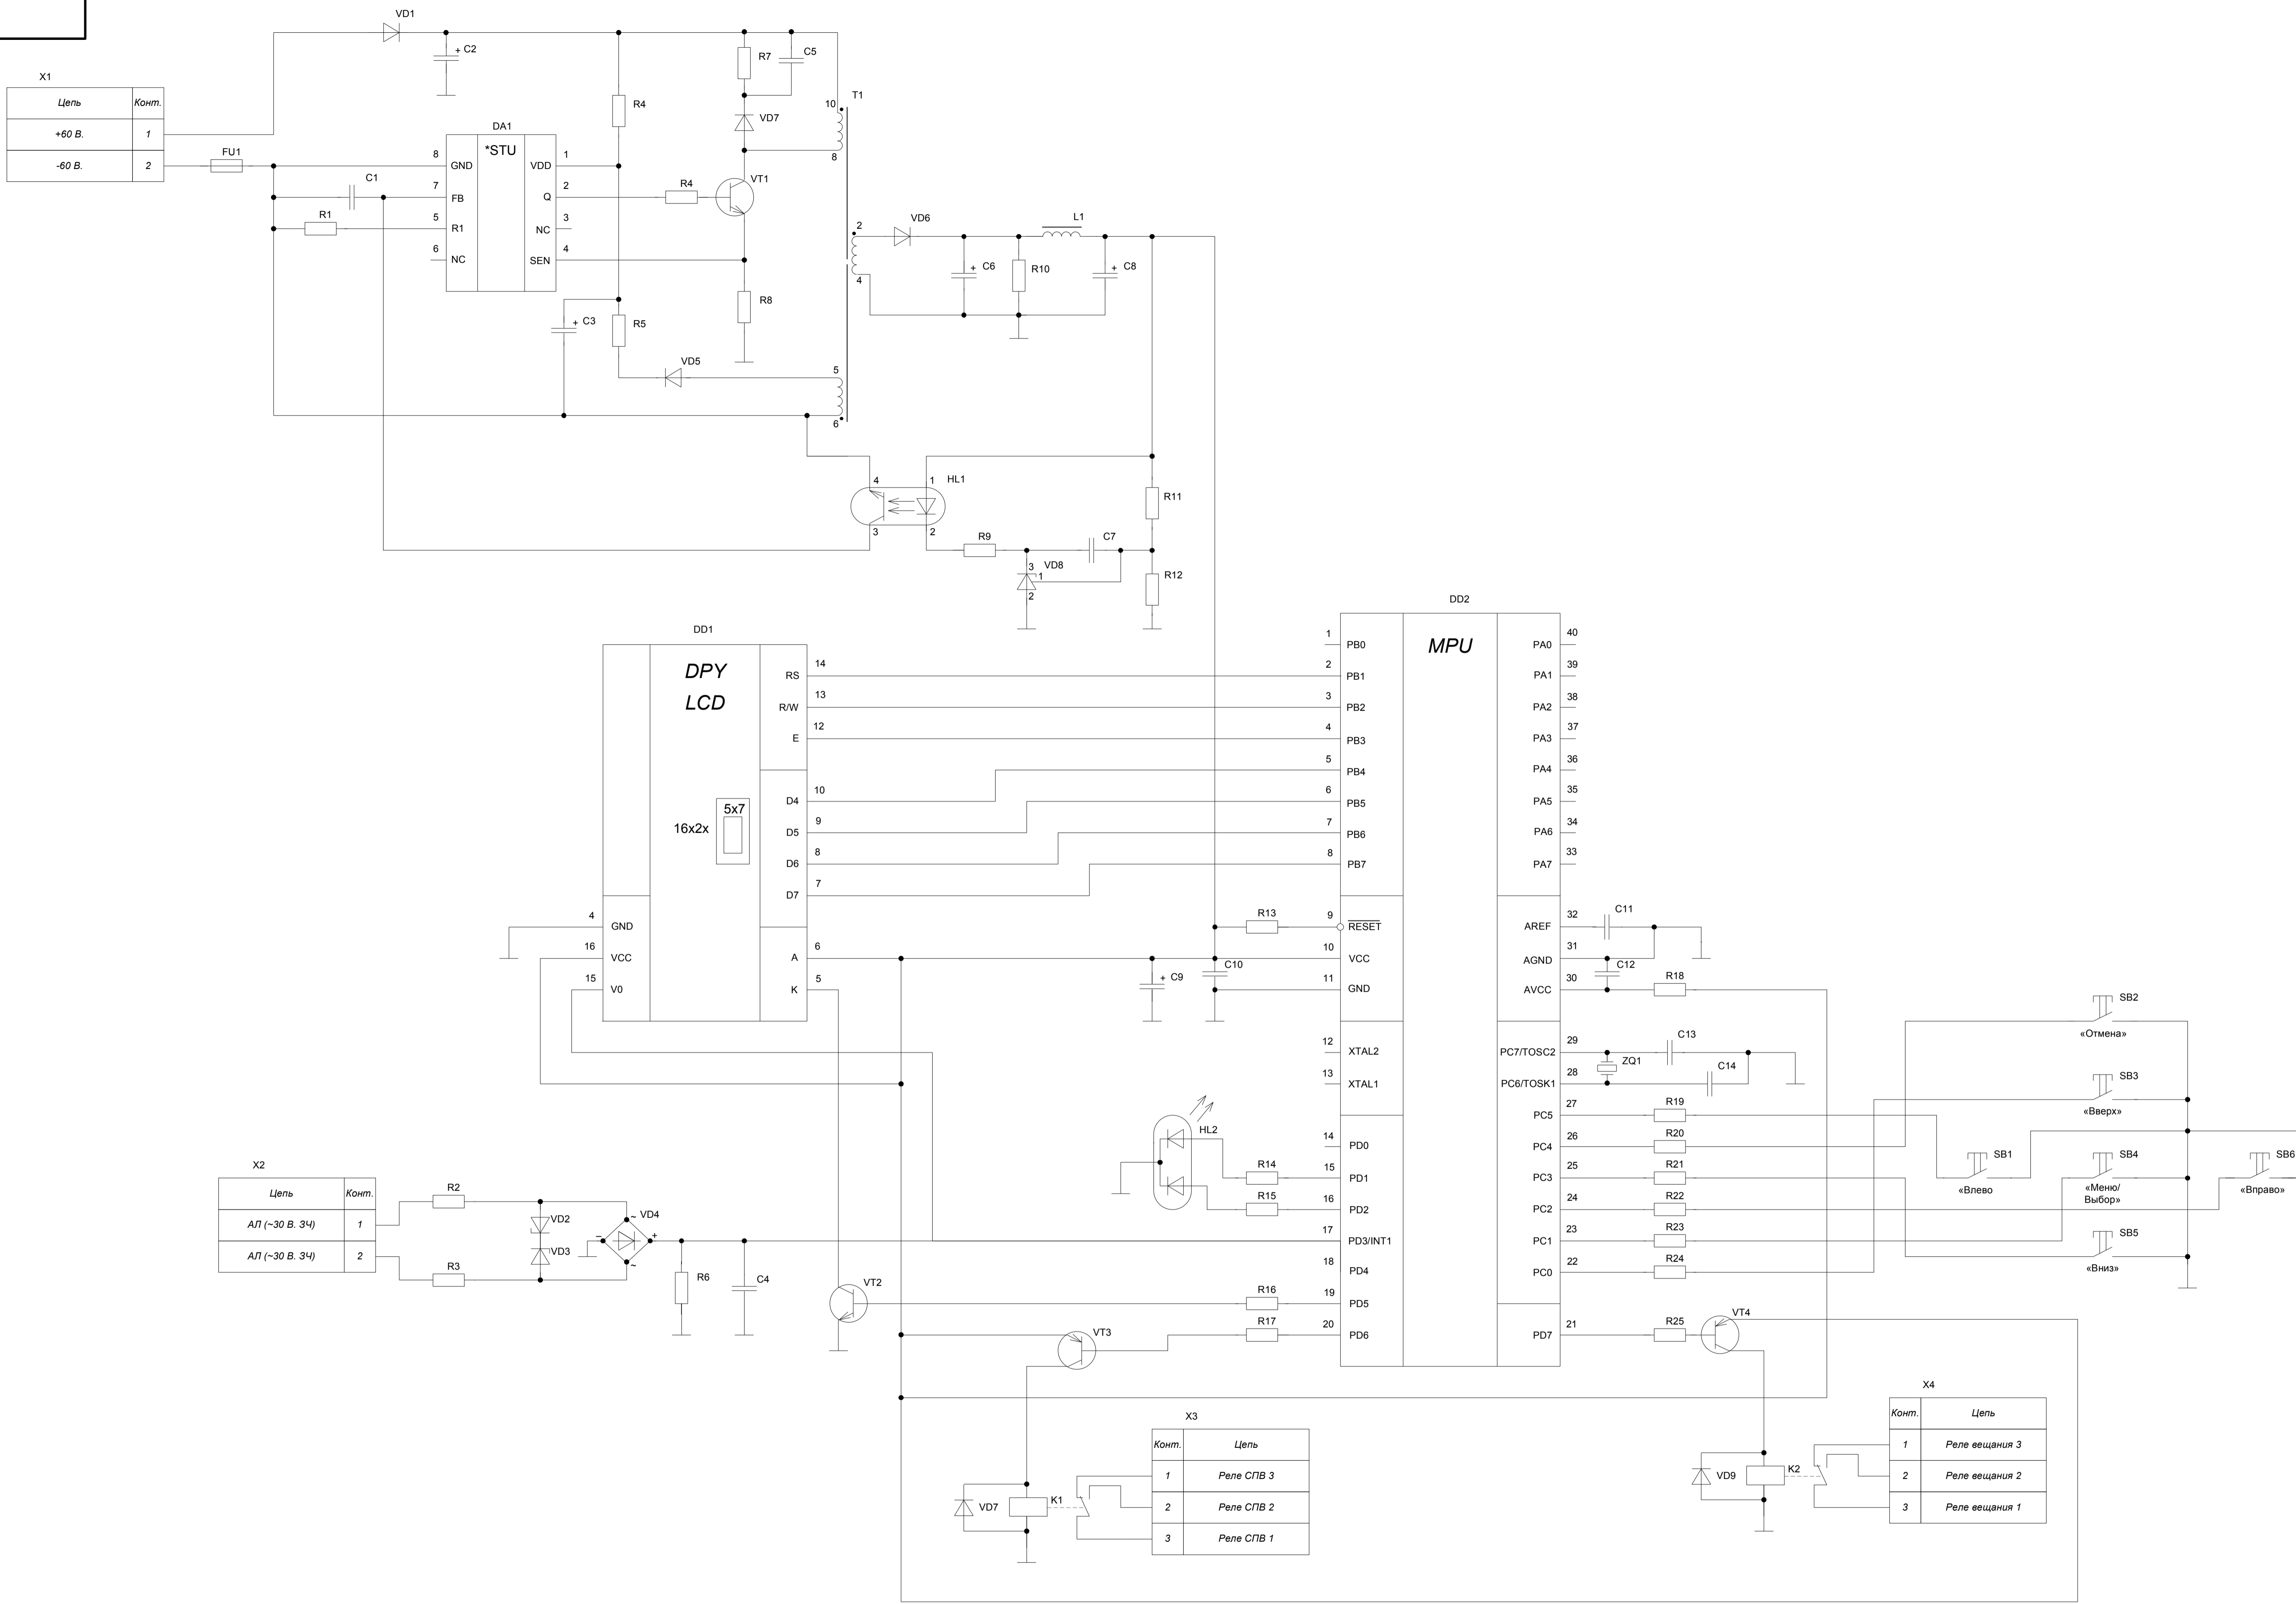 VD1
C2
R7
C5
X1
Цепь Конт.
+60 В. 1
-60 В. 2
FU1
C1
R1
R4
DA1
*STU
8 GND VDD 1
7 FB Q 2
5 R1 NC 3
6 NC SEN 4
R4
VT1
VD7
T1
10
8
2
4
5
6
VD6
L1
+ C6
R10
+ C8
R8
+ C3
R5
VD5
4 1 HL1
3 2
R9
C7
R11
R12
3 VD8
1
2
DD1
DPY
LCD
16x2x
5x7
RS 14
R/W 13
E 12
D4 10
D5 9
D6 8
D7 7
4 GND
16 VCC
15 V0
A 6
K 5
DD2
MPU
1 PB0
2 PB1
3 PB2
4 PB3
5 PB4
6 PB5
7 PB6
8 PB7
R13 9 RESET
10 VCC
11 GND
12 XTAL2
13 XTAL1
14 PD0
R14 15 PD1
R15 16 PD2
17 PD3/INT1
18 PD4
R16 19 PD5
R17 20 PD6
PA0 40
PA1 39
PA2 38
PA3 37
PA4 36
PA5 35
PA6 34
PA7 33
AREF 32 C11
AGND 31 C12
AVCC 30 R18
PC7/TOSC2 29 C13
ZQ1
PC6/TOSK1 28 C14
PC5 27 R19
PC4 26 R20
PC3 25 R21
PC2 24 R22
PC1 23 R23
PC0 22 R24
PD7 21 R25
VT4
+ C9
C10
HL2
SB2
«Отмена»
SB3
«Вверх»
SB1
«Влево
SB4
«Меню/
Выбор»
SB6
«Вправо»
SB5
«Вниз»
X2
Цепь Конт.
АЛ (~30 В. ЗЧ) 1
АЛ (~30 В. ЗЧ) 2
R2
R3
VD2
VD3
~ VD4
− +
~
R6
C4
VT2
VT3
VD7
K1
X3
Конт. Цепь
1 Реле СПВ 3
2 Реле СПВ 2
3 Реле СПВ 1
VD9
K2
X4
Конт. Цепь
1 Реле вещания 3
2 Реле вещания 2
3 Реле вещания 1